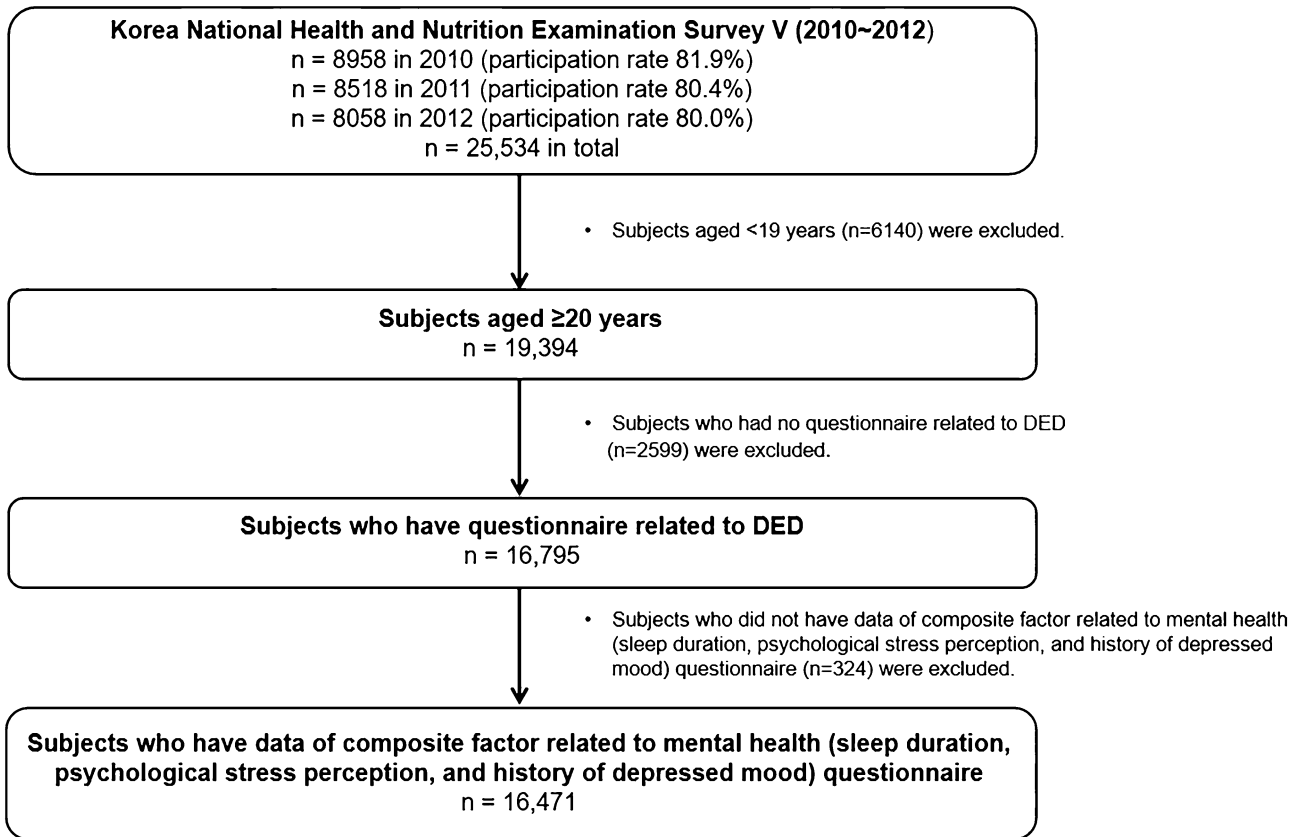 Korea National Health and Nutrition Examination Survey V (2010~2012)
n = 8958 in 2010 (participation rate 81.9%)
n = 8518 in 2011 (participation rate 80.4%)
n = 8058 in 2012 (participation rate 80.0%)
n = 25,534 in total
• Subjects aged <19 years (n=6140) were excluded.
Subjects aged ≥20 years
n = 19,394
• Subjects who had no questionnaire related to DED
(n=2599) were excluded.
Subjects who have questionnaire related to DED
n = 16,795
• Subjects who did not have data of composite factor related to mental health
(sleep duration, psychological stress perception, and history of depressed
mood) questionnaire (n=324) were excluded.
Subjects who have data of composite factor related to mental health (sleep duration,
psychological stress perception, and history of depressed mood) questionnaire
n = 16,471